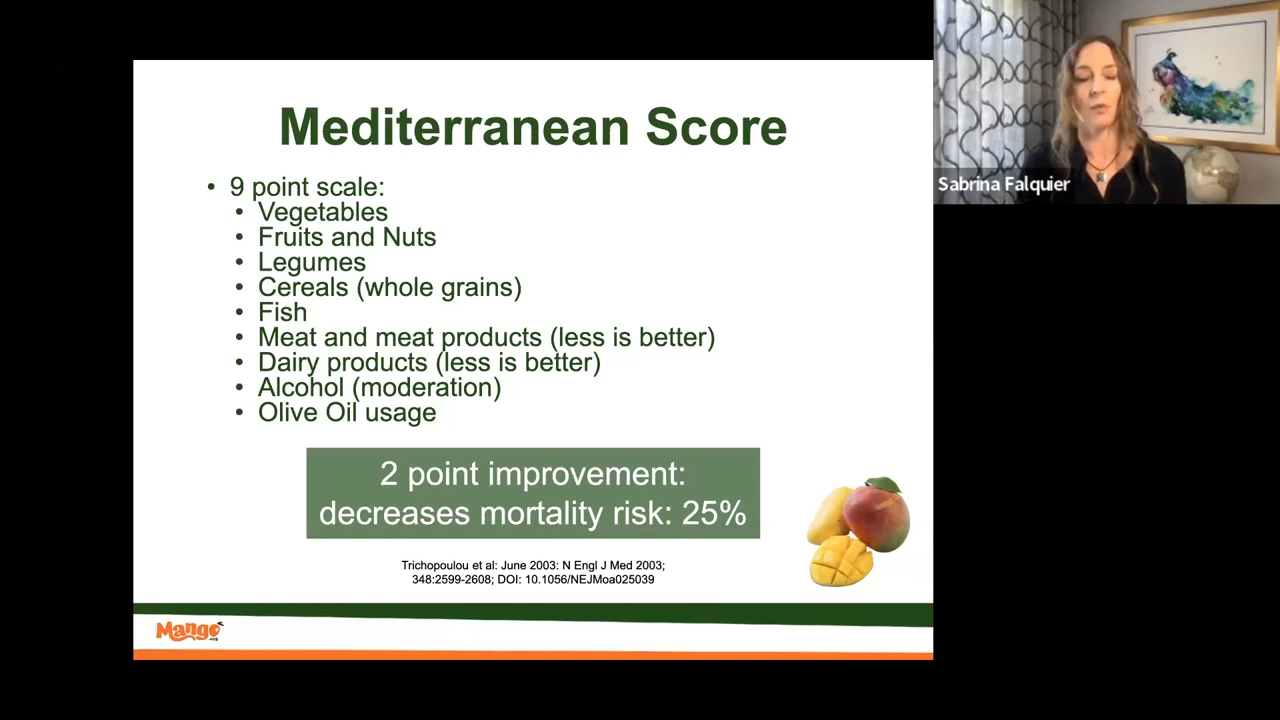 Mediterranean Score
• 9 point scale:
• Vegetables
• Fruits and Nuts
• Legumes
• Cereals (whole grains)
• Fish
• Meat and meat products (less is better)
• Dairy products (less is better)
• Alcohol (moderation)
• Olive Oil usage
2 point improvement:
decreases mortality risk: 25%
Trichopoulou et al: June 2003: N Engl J Med 2003;
348:2599-2608; DOI: 10.1056/NEJMoa025039
Mango
.org
Sabrina Falquier